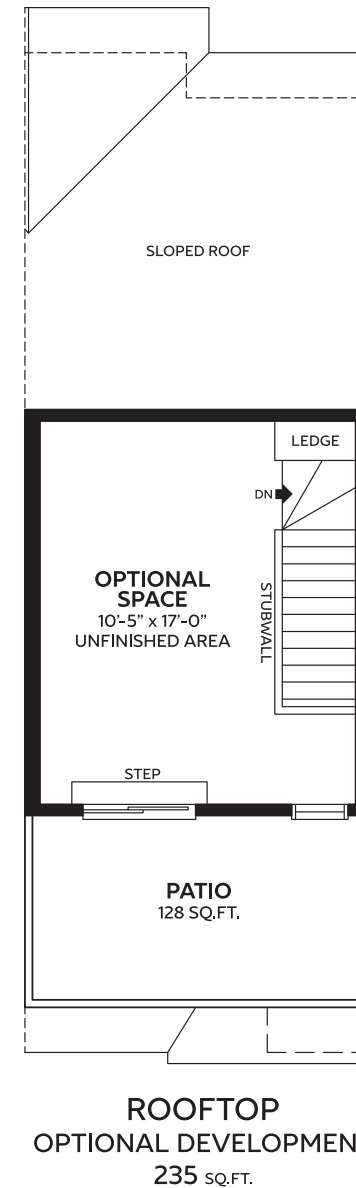 SLOPED ROOF
LEDGE
DN
OPTIONAL
SPACE
10'-5" x 17'-0"
UNFINISHED AREA
STUBWALL
STEP
PATIO
128 SQ.FT.
ROOFTOP
OPTIONAL DEVELOPMEN
235 SQ.FT.